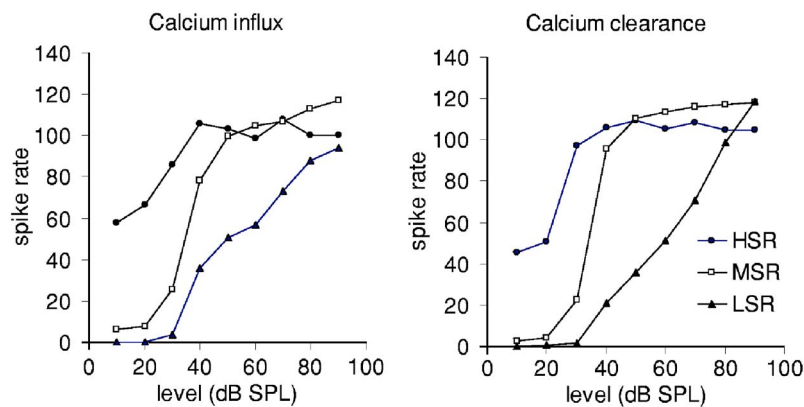 Calcium influx
140
120
100
80
60
40
20
0
spike rate
0 20 40 60 80 100
level (dB SPL)
Calcium clearance
140
120
100
80
60
40
20
0
spike rate
0 20 40 60 80 100
level (dB SPL)
HSR
MSR
LSR